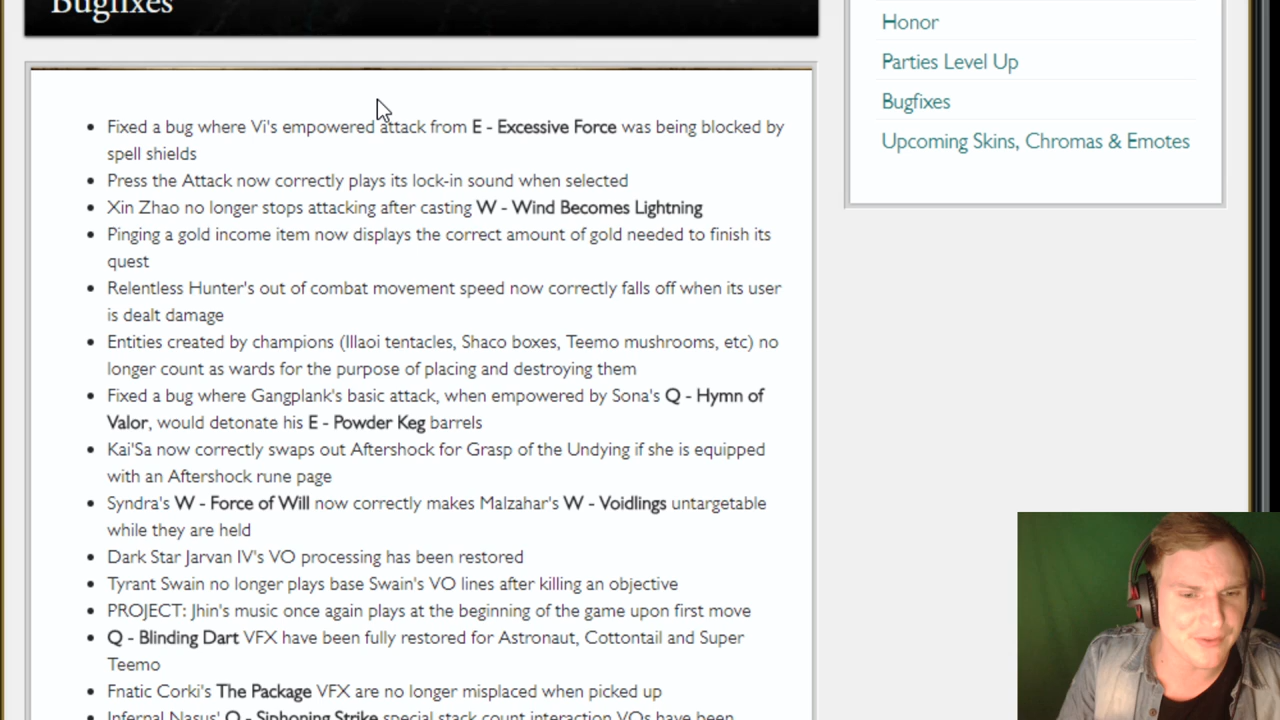 Bugfixes
Fixed a bug where Vi's empowered attack from E - Excessive Force was being blocked by
spell shields
Press the Attack now correctly plays its lock-in sound when selected
Xin Zhao no longer stops attacking after casting W - Wind Becomes Lightning
Pinging a gold income item now displays the correct amount of gold needed to finish its
quest
Relentless Hunter's out of combat movement speed now correctly falls off when its user
is dealt damage
Entities created by champions (Illaoi tentacles, Shaco boxes, Teemo mushrooms, etc) no
longer count as wards for the purpose of placing and destroying them
Fixed a bug where Gangplank's basic attack, when empowered by Sona's Q - Hymn of
Valor, would detonate his E - Powder Keg barrels
Kai'Sa now correctly swaps out Aftershock for Grasp of the Undying if she is equipped
with an Aftershock rune page
Syndra's W - Force of Will now correctly makes Malzahar's W - Voidlings untargetable
while they are held
Dark Star Jarvan IV's VO processing has been restored
Tyrant Swain no longer plays base Swain's VO lines after killing an objective
PROJECT: Jhin's music once again plays at the beginning of the game upon first move
Q - Blinding Dart VFX have been fully restored for Astronaut, Cottontail and Super
Teemo
Fnatic Corki's The Package VFX are no longer misplaced when picked up
Infernal Nasus' Q - Siphoning Strike special stack count interaction VOs have been
Honor
Parties Level Up
Bugfixes
Upcoming Skins, Chromas & Emotes